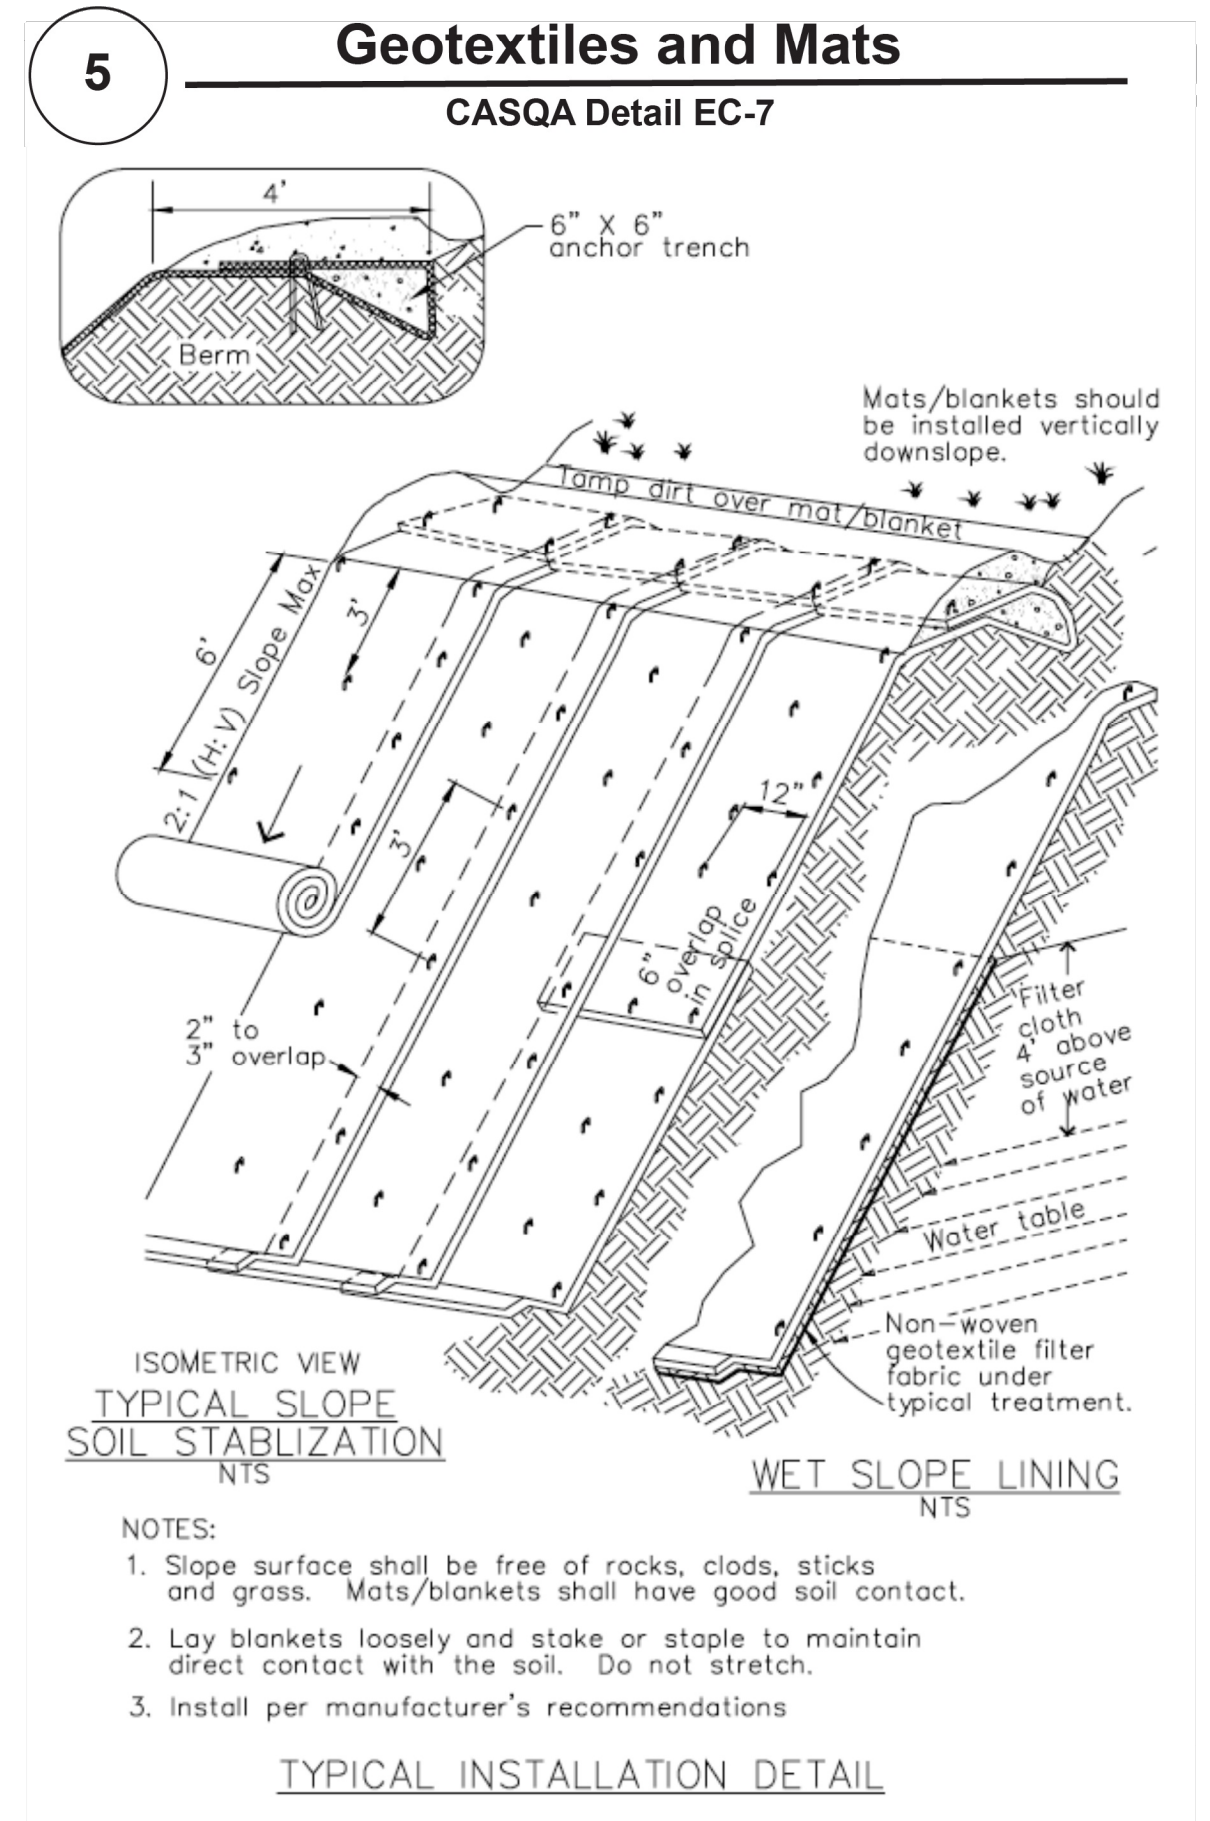 5
Geotextiles and Mats
CASQA Detail EC-7
4'
6" X 6"
anchor trench
Berm
Mats/blankets should
be installed vertically
downslope.
Tamp dirt over mat/blanket
6'
2:1 (H:V) Slope Max
3'
12"
3'
6"
overlap
in splice
2" to
3" overlap
Filter
cloth
4' above
source
of water
Water table
Non-woven
geotextile filter
fabric under
typical treatment.
ISOMETRIC VIEW
TYPICAL SLOPE
SOIL STABLIZATION
NTS
WET SLOPE LINING
NTS
NOTES:
1. Slope surface shall be free of rocks, clods, sticks
and grass. Mats/blankets shall have good soil contact.
2. Lay blankets loosely and stake or staple to maintain
direct contact with the soil. Do not stretch.
3. Install per manufacturer's recommendations
TYPICAL INSTALLATION DETAIL